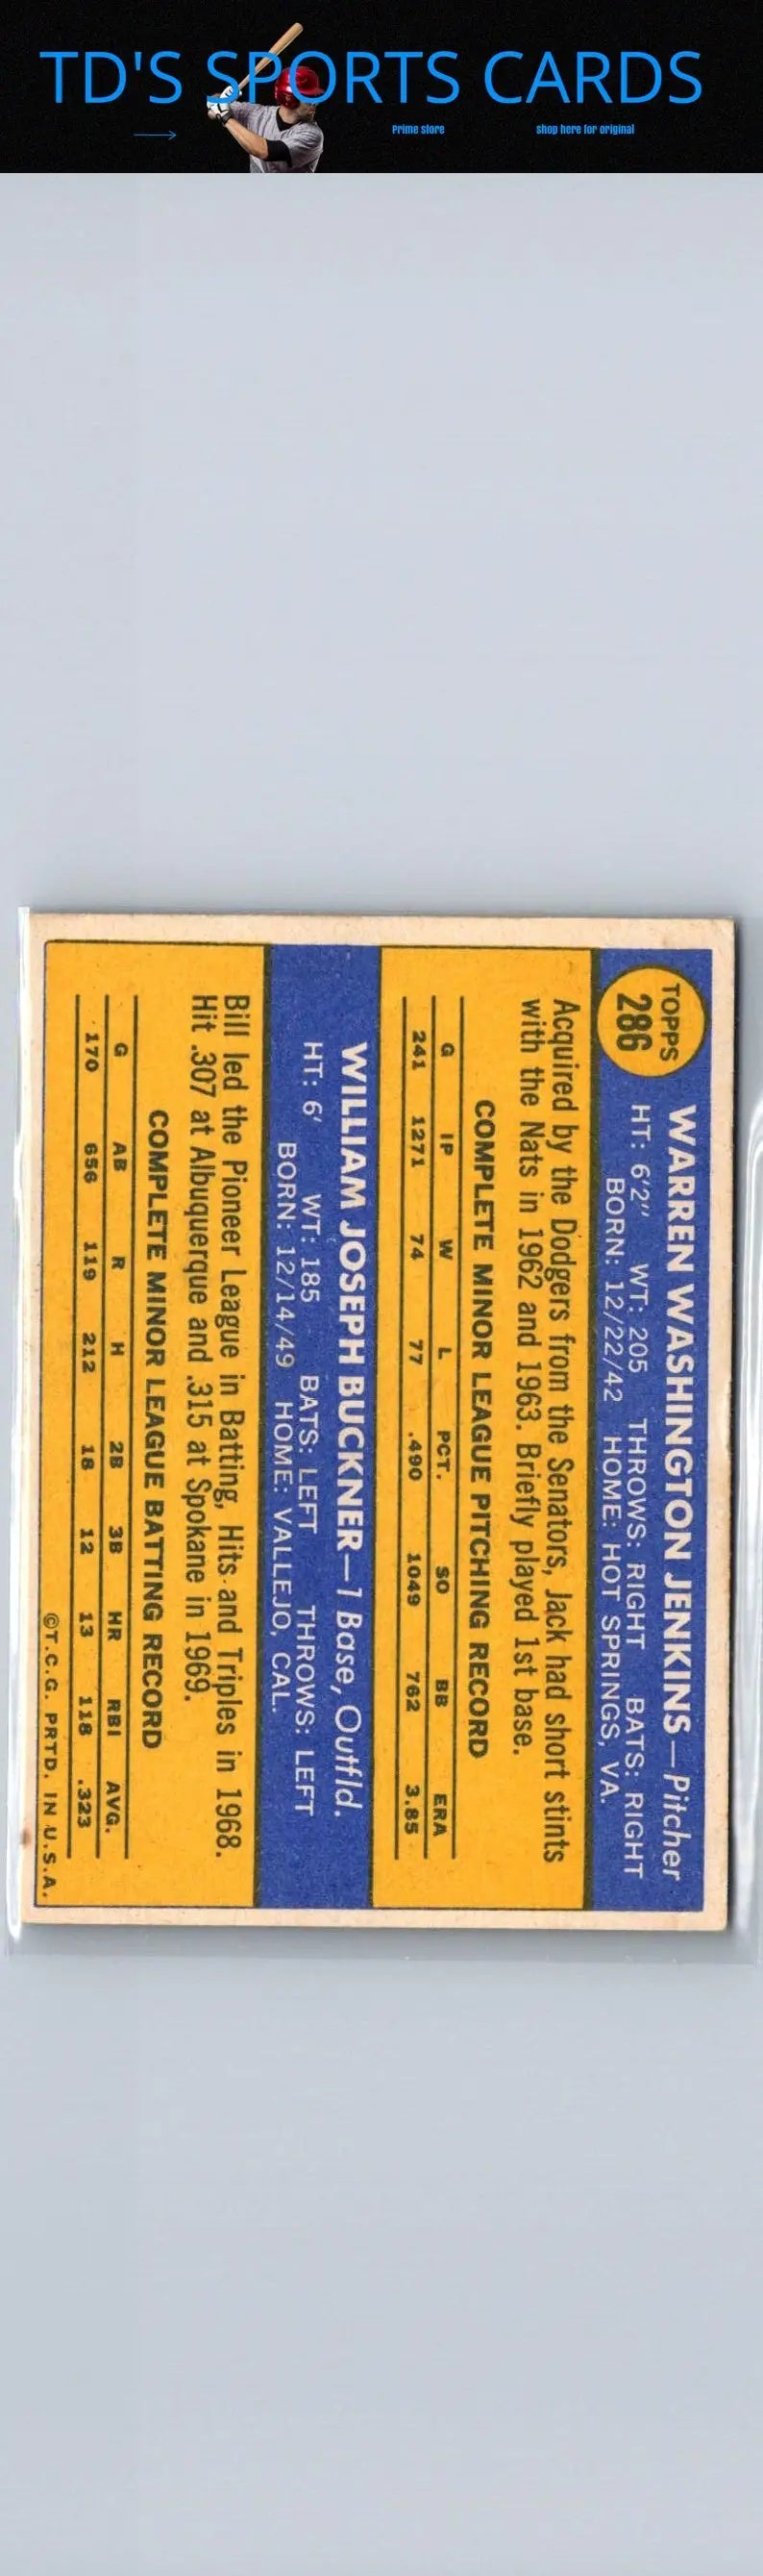 TD'S SPORTS CARDS
Prime store
shop here for original
TOPPS
286
WARREN WASHINGTON JENKINS—Pitcher
HT: 6'2" WT: 205 THROWS: RIGHT BATS: RIGHT
BORN: 12/22/42 HOME: HOT SPRINGS, VA.
Acquired by the Dodgers from the Senators, Jack had short stints
with the Nats in 1962 and 1963. Briefly played 1st base.
COMPLETE MINOR LEAGUE PITCHING RECORD
G IP W L PCT. SO BB ERA
241 1271 74 77 .490 1049 762 3.85
WILLIAM JOSEPH BUCKNER—1 Base, Outfld.
HT: 6' WT: 185 BATS: LEFT THROWS: LEFT
BORN: 12/14/49 HOME: VALLEJO, CAL.
Bill led the Pioneer League in Batting, Hits and Triples in 1968.
Hit .307 at Albuquerque and .315 at Spokane in 1969.
COMPLETE MINOR LEAGUE BATTING RECORD
G AB R H 2B 3B HR RBI AVG.
170 656 119 212 18 12 13 118 .323
©T.C.G. PRTD. IN U.S.A.